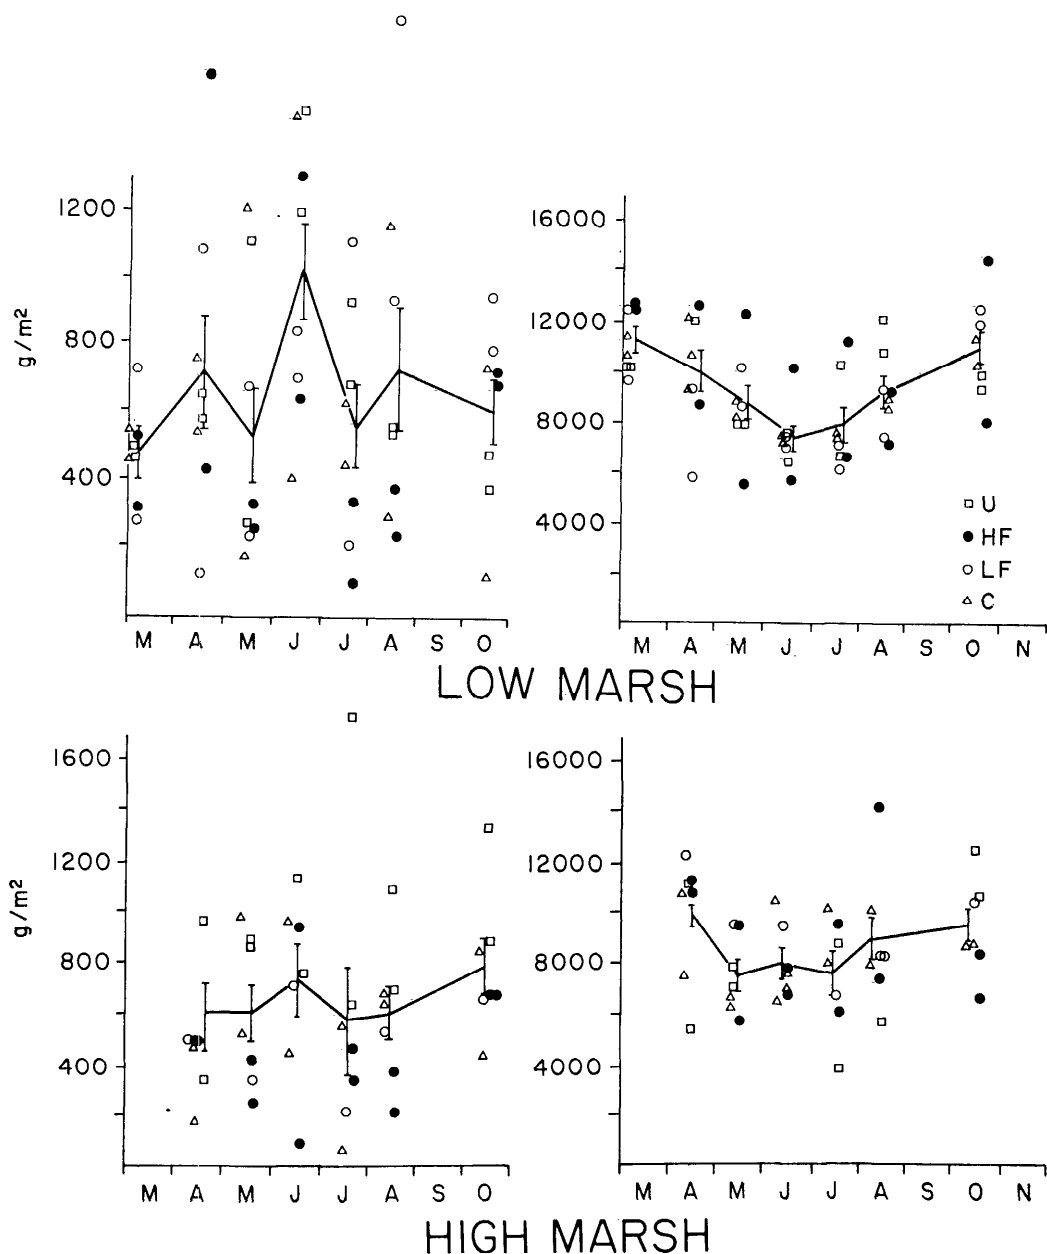 1200
800
400
g/m²
M A M J J A S O
16000
12000
8000
4000
U
HF
LF
C
M A M J J A S O N
LOW MARSH
1600
1200
800
400
g/m²
M A M J J A S O
16000
12000
8000
4000
M A M J J A S O N
HIGH MARSH